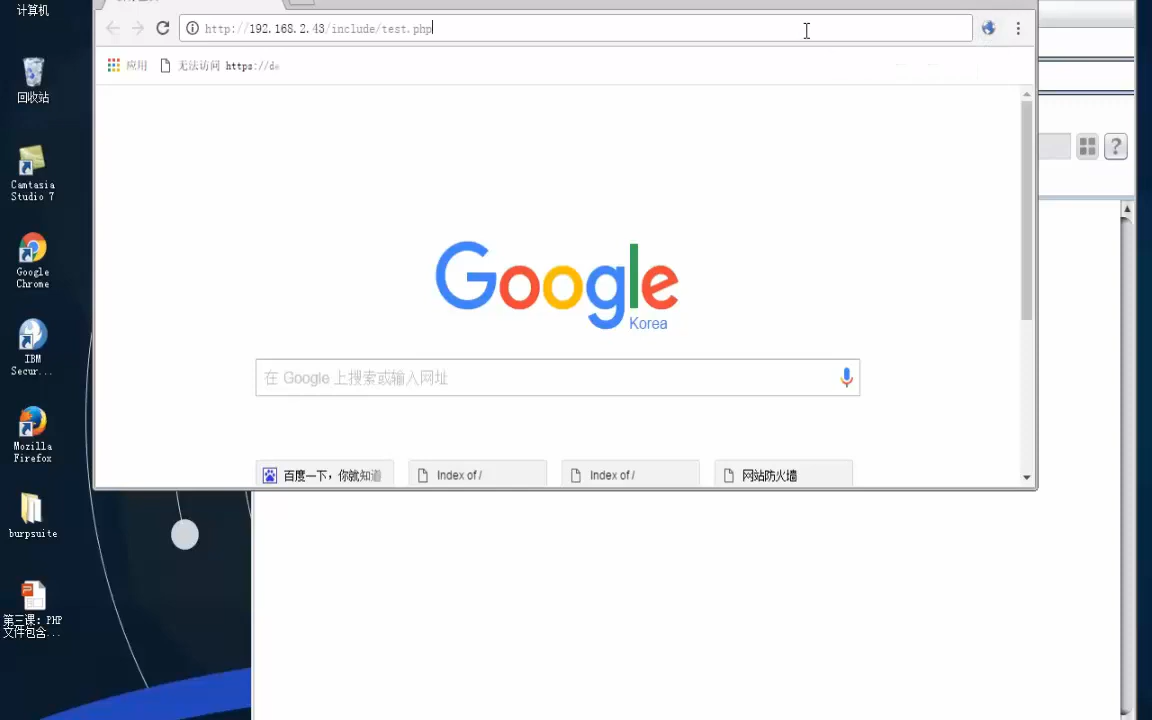 计算机
http://192.168.2.43/include/test.php
应用
无法访问 https://de
回收站
Camtasia
Studio 7
Google
Chrome
IBM
Secur...
Mozilla
Firefox
burpsuite
第三课：PHP
文件包含...
Google
Korea
在 Google 上搜索或输入网址
百度一下，你就知道
Index of /
Index of /
网站防火墙
?